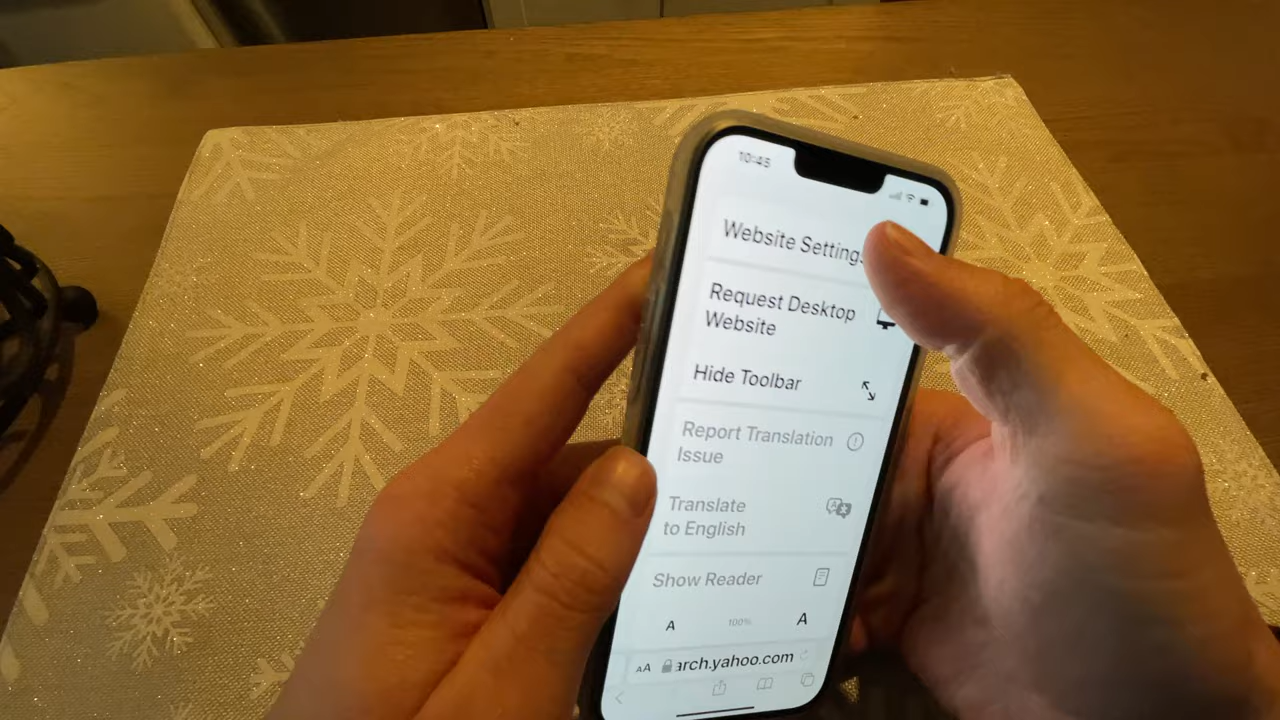 10:45
Website Settings
Request Desktop
Website
Hide Toolbar
Report Translation
Issue
Translate
to English
Show Reader
A 100% A
AA arch.yahoo.com